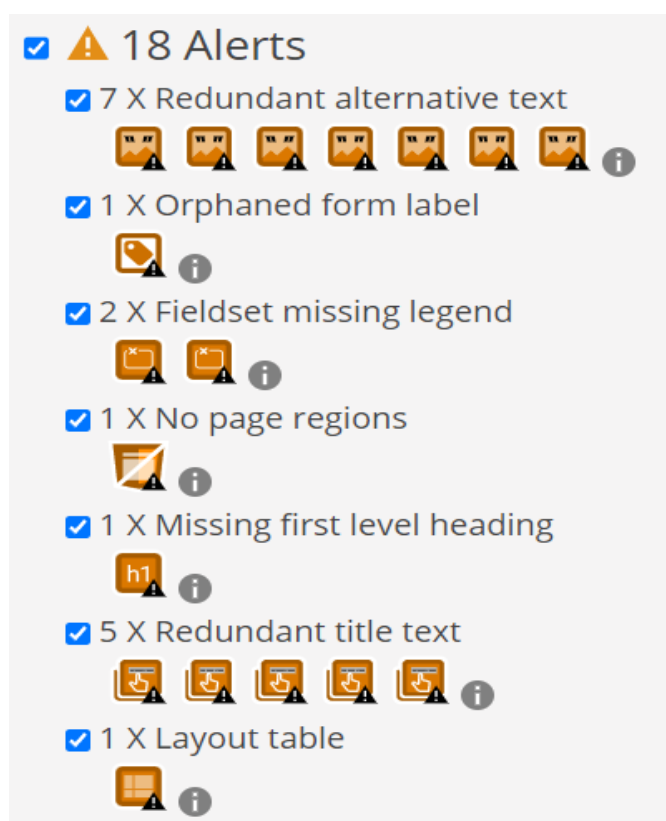 18 Alerts
7 X Redundant alternative text
1 X Orphaned form label
2 X Fieldset missing legend
1 X No page regions
1 X Missing first level heading
h1
5 X Redundant title text
1 X Layout table